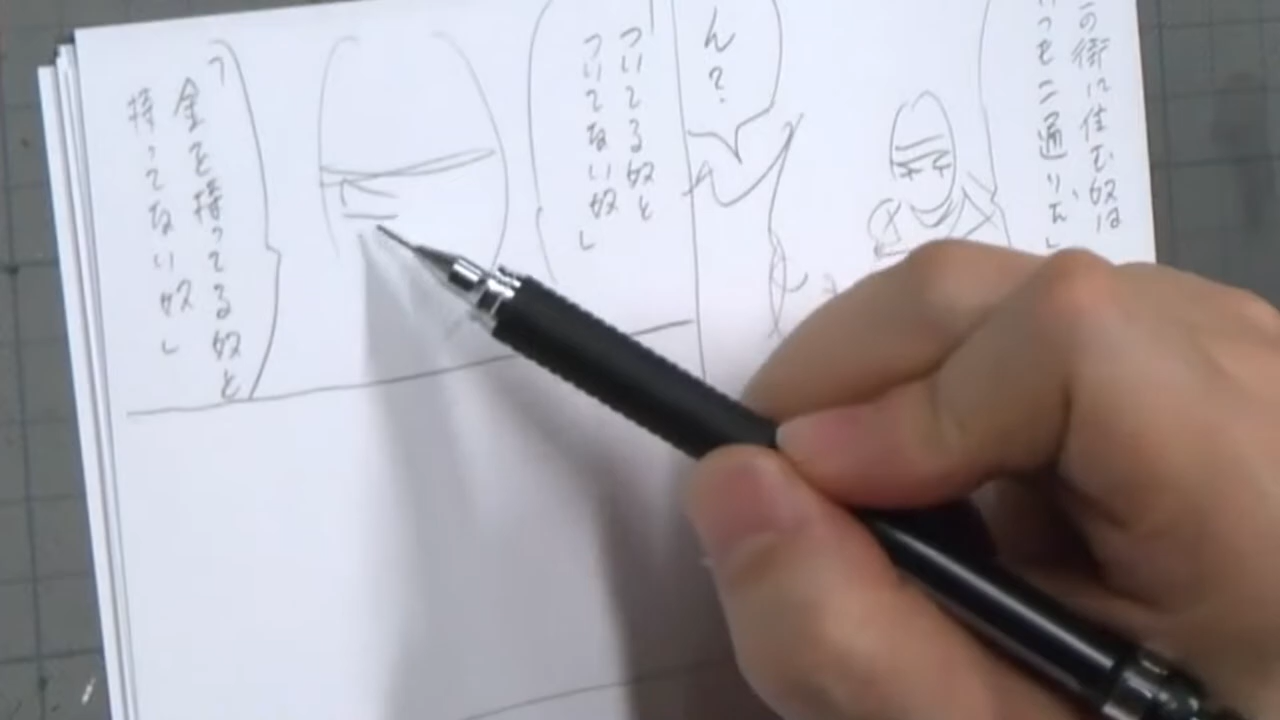 の街に住む奴は
つも二通りだ」
ん?
「ついてる奴と
ついてない奴」
「金を持ってる奴と
持ってない奴」